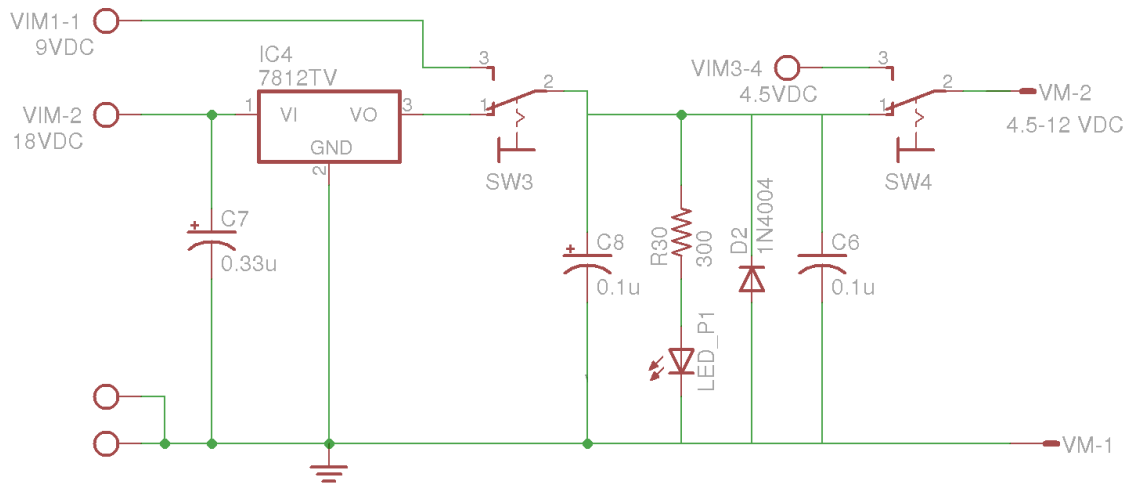 VIM1-1
9VDC
IC4
7812TV
3
2
VIM3-4
4.5VDC
3
2
VM-2
4.5-12 VDC
VIM-2
18VDC
1
VI
VO
3
GND
2
1
SW3
1
SW4
C7
0.33u
C8
0.1u
R30
300
D2
1N4004
C6
0.1u
LED_P1
VM-1